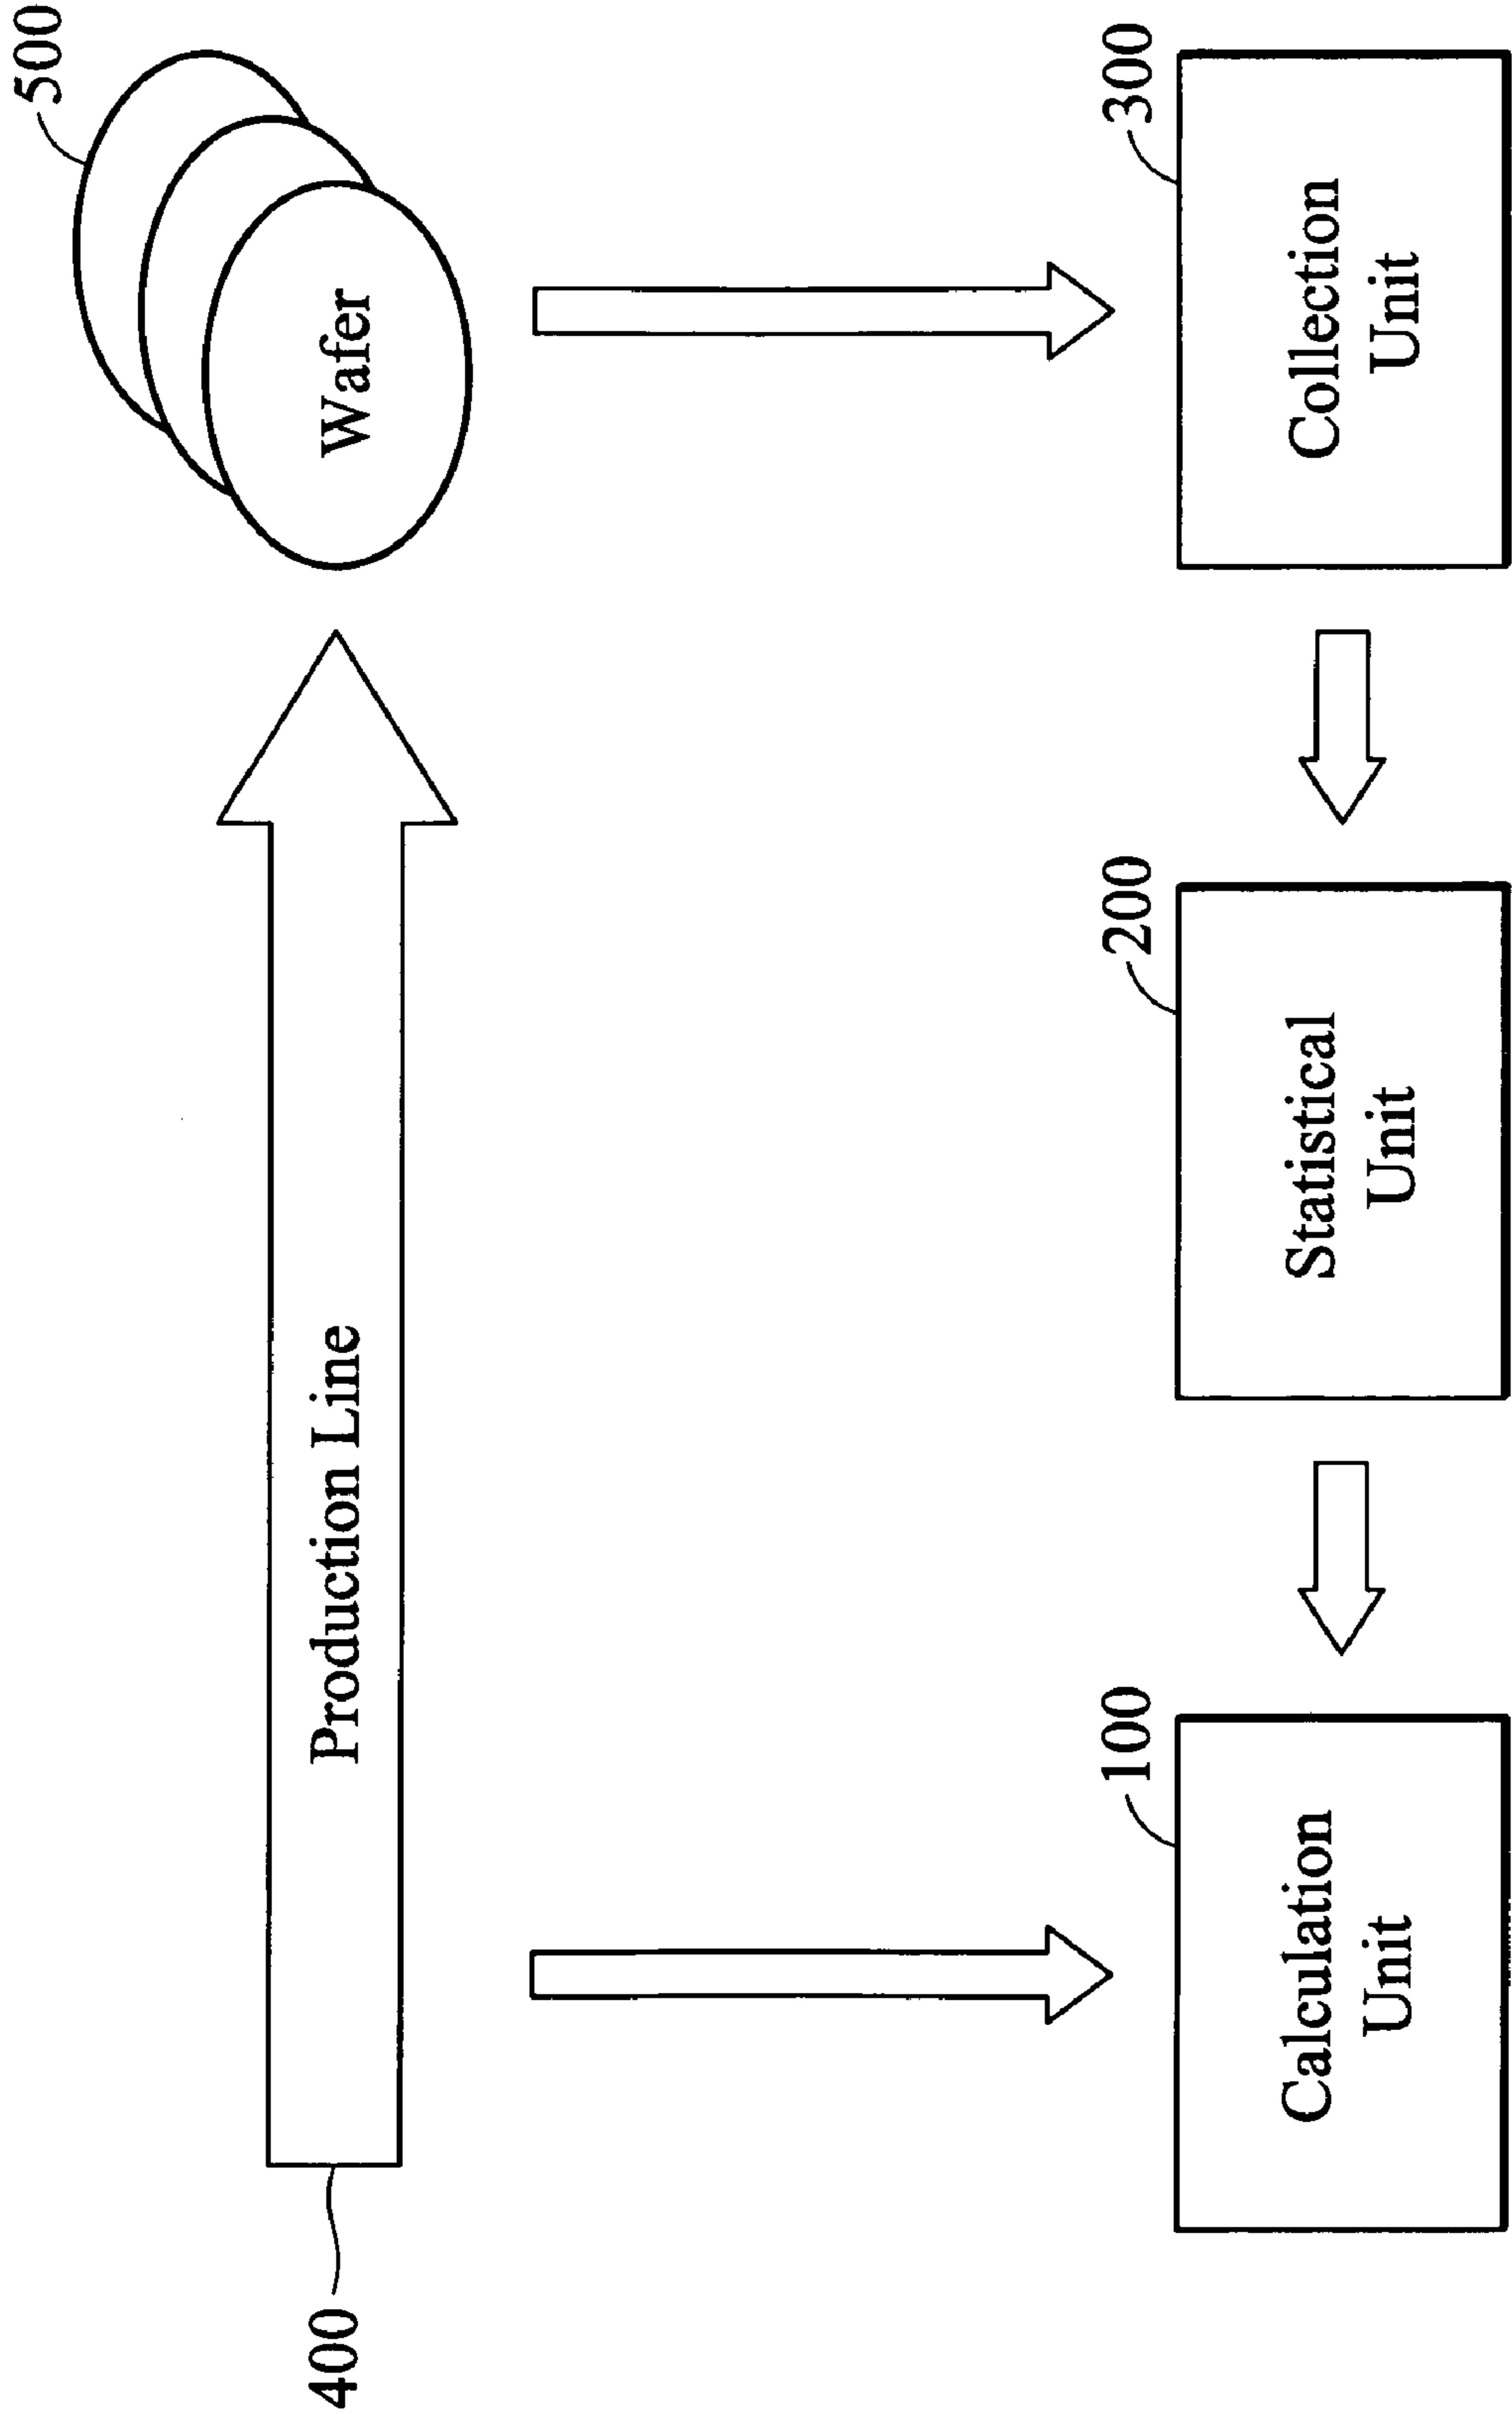 500
Wafer
Production Line
400
300
Collection
Unit
200
Statistical
Unit
100
Calculation
Unit